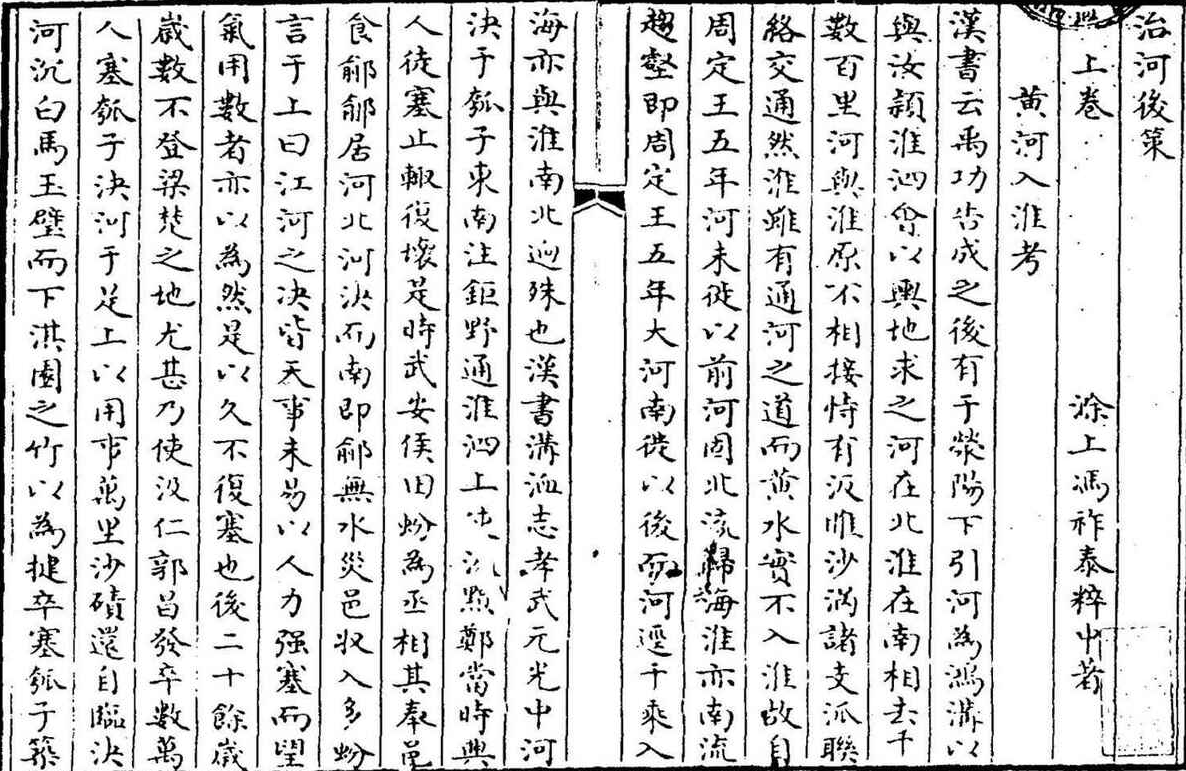 治河後策
上卷 涂上馮祚泰粹中著
黄河入淮考
漢書云禹功告成之後有于滎陽下引河為鴻溝以
與汝潁淮泗會以輿地求之河在北淮在南相去千
數百里河與淮原不相接恃有汳睢沙渦諸支派聯
絡交通然淮雖有通河之道而黄水實不入淮故自
周定王五年河未徙以前河固北流歸海淮亦南流
趨壑即周定王五年大河南徙以後而河逕千乘入
海亦與淮南北迥殊也漢書溝洫志孝武元光中河
決于瓠子東南注鉅野通淮泗上使汲黯鄭當時興
人徒塞止輙復壞是時武安侯田蚡為丞相其奉邑
食鄃鄃居河北河決而南即鄃無水災邑収入多蚡
言于上曰江河之決皆天事未易以人力强塞而望
氣用數者亦以為然是以久不復塞也後二十餘歲
歲數不登梁楚之地尤甚乃使汲仁郭昌發卒數萬
人塞瓠子決河于是上以用事萬里沙磧還自臨決
河沉白馬玉璧而下淇園之竹以為揵卒塞瓠子築